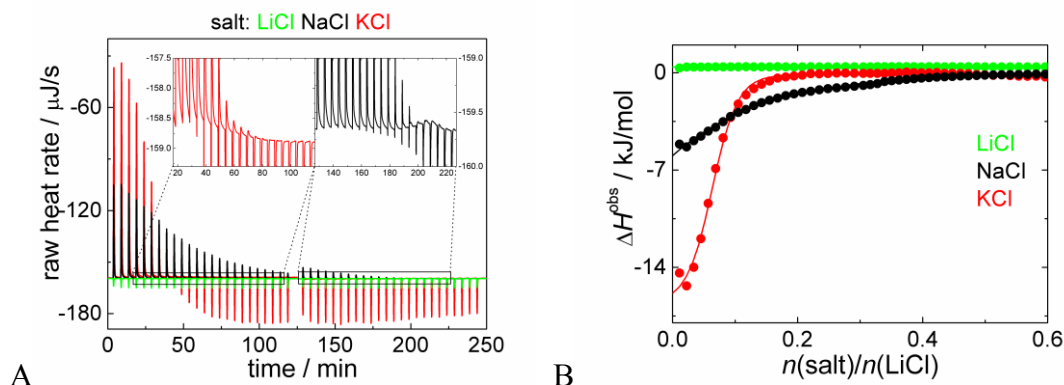 salt: LiCl NaCl KCl
raw heat rate / μJ/s
-60
-120
-180
-157.5
-158.0
-158.5
-159.0
20 40 60 80 100
-159.0
-159.5
-160.0
140 160 180 200 220
0 50 100 150 200 250
time / min
A
ΔH^obs / kJ/mol
0
-7
-14
LiCl
NaCl
KCl
0.0 0.2 0.4 0.6
n(salt)/n(LiCl)
B